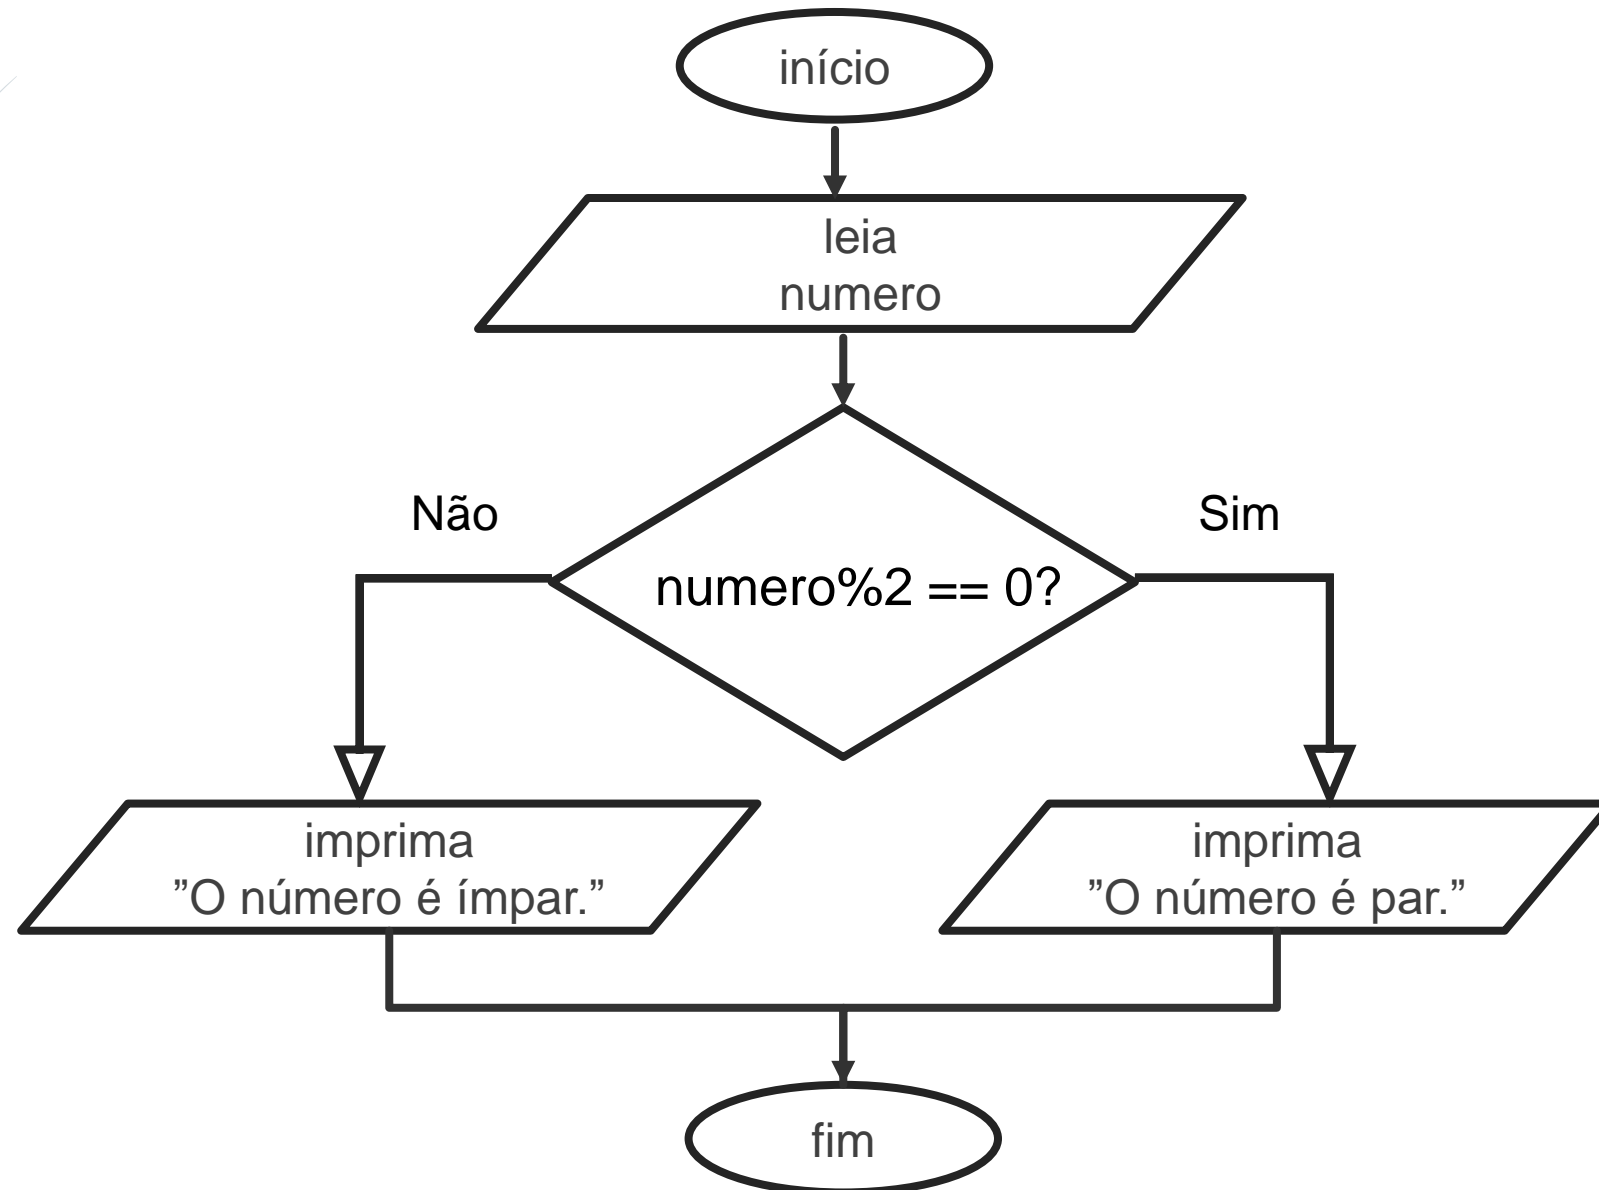 início
leia
numero
Não
Sim
numero%2 == 0?
imprima
”O número é ímpar.”
imprima
”O número é par.”
fim